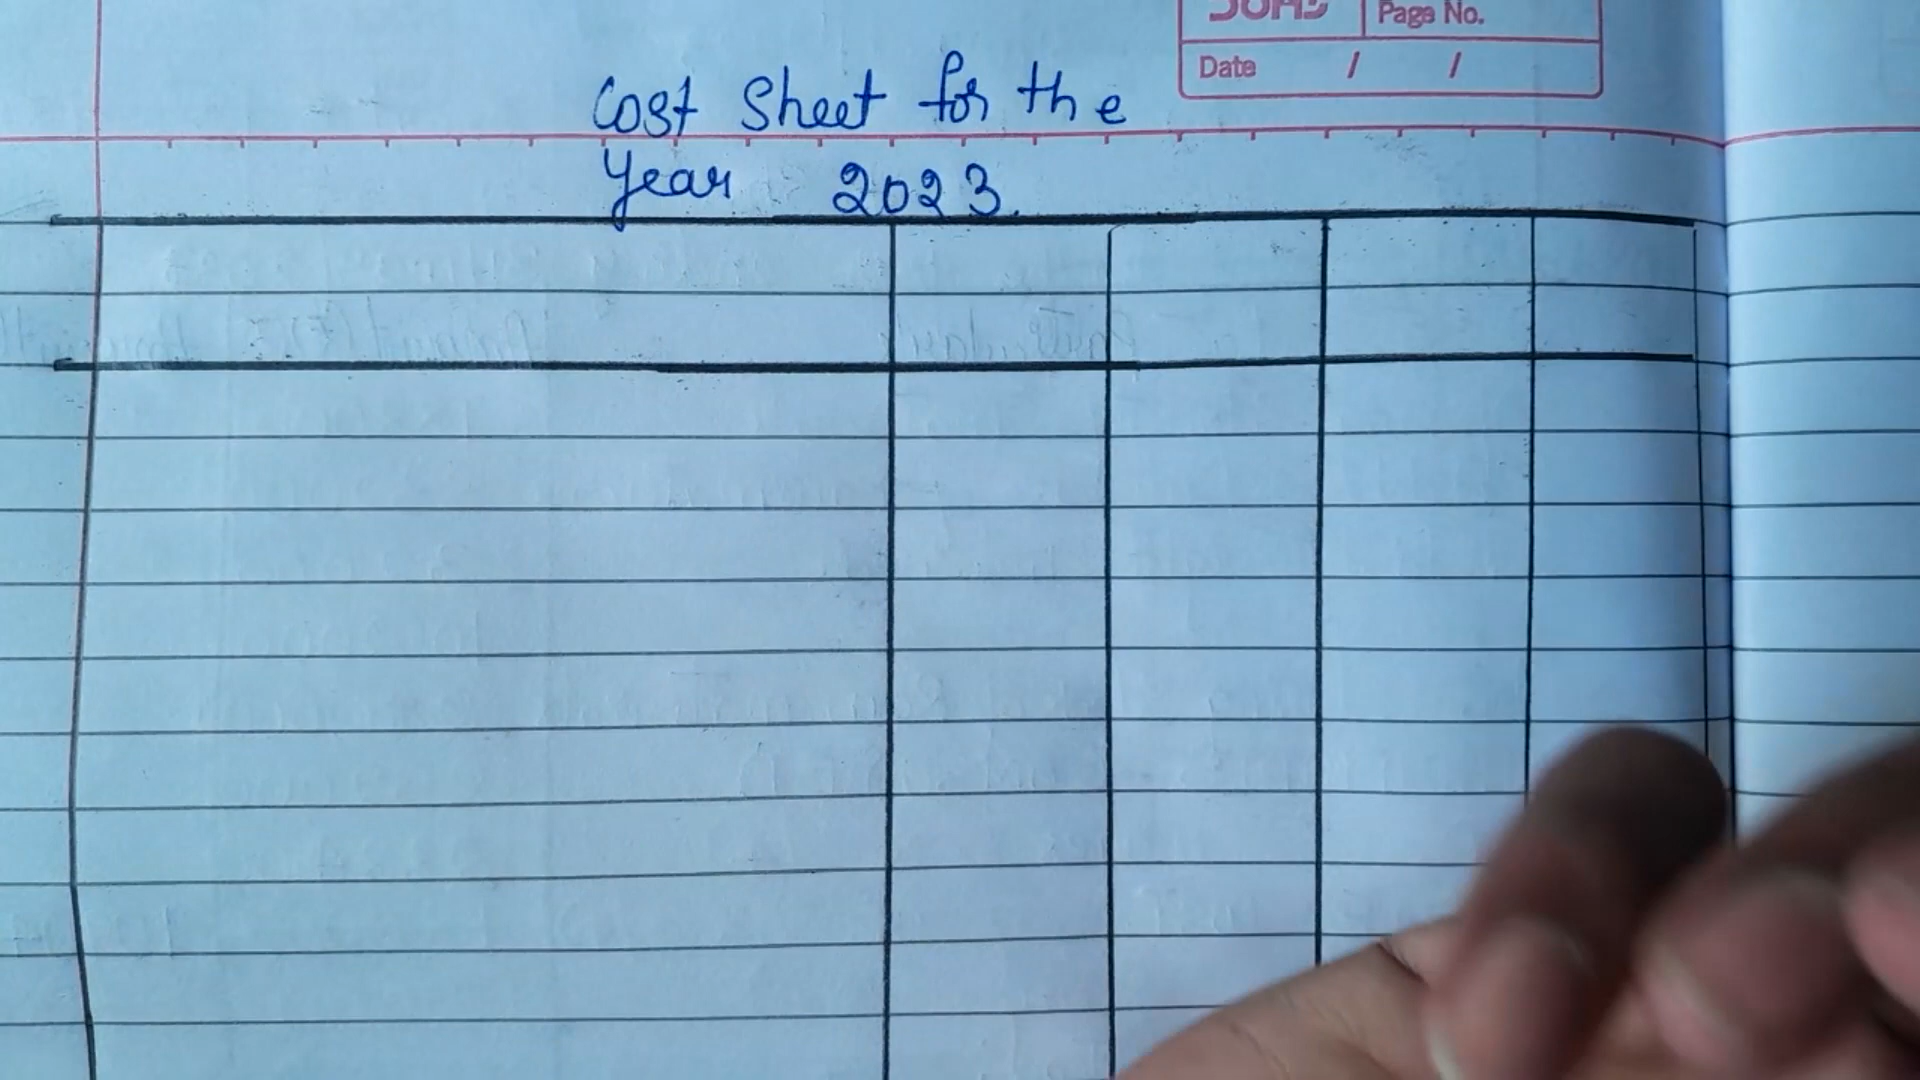 Page No.
Date / /
Cost Sheet for the
Year 2023.